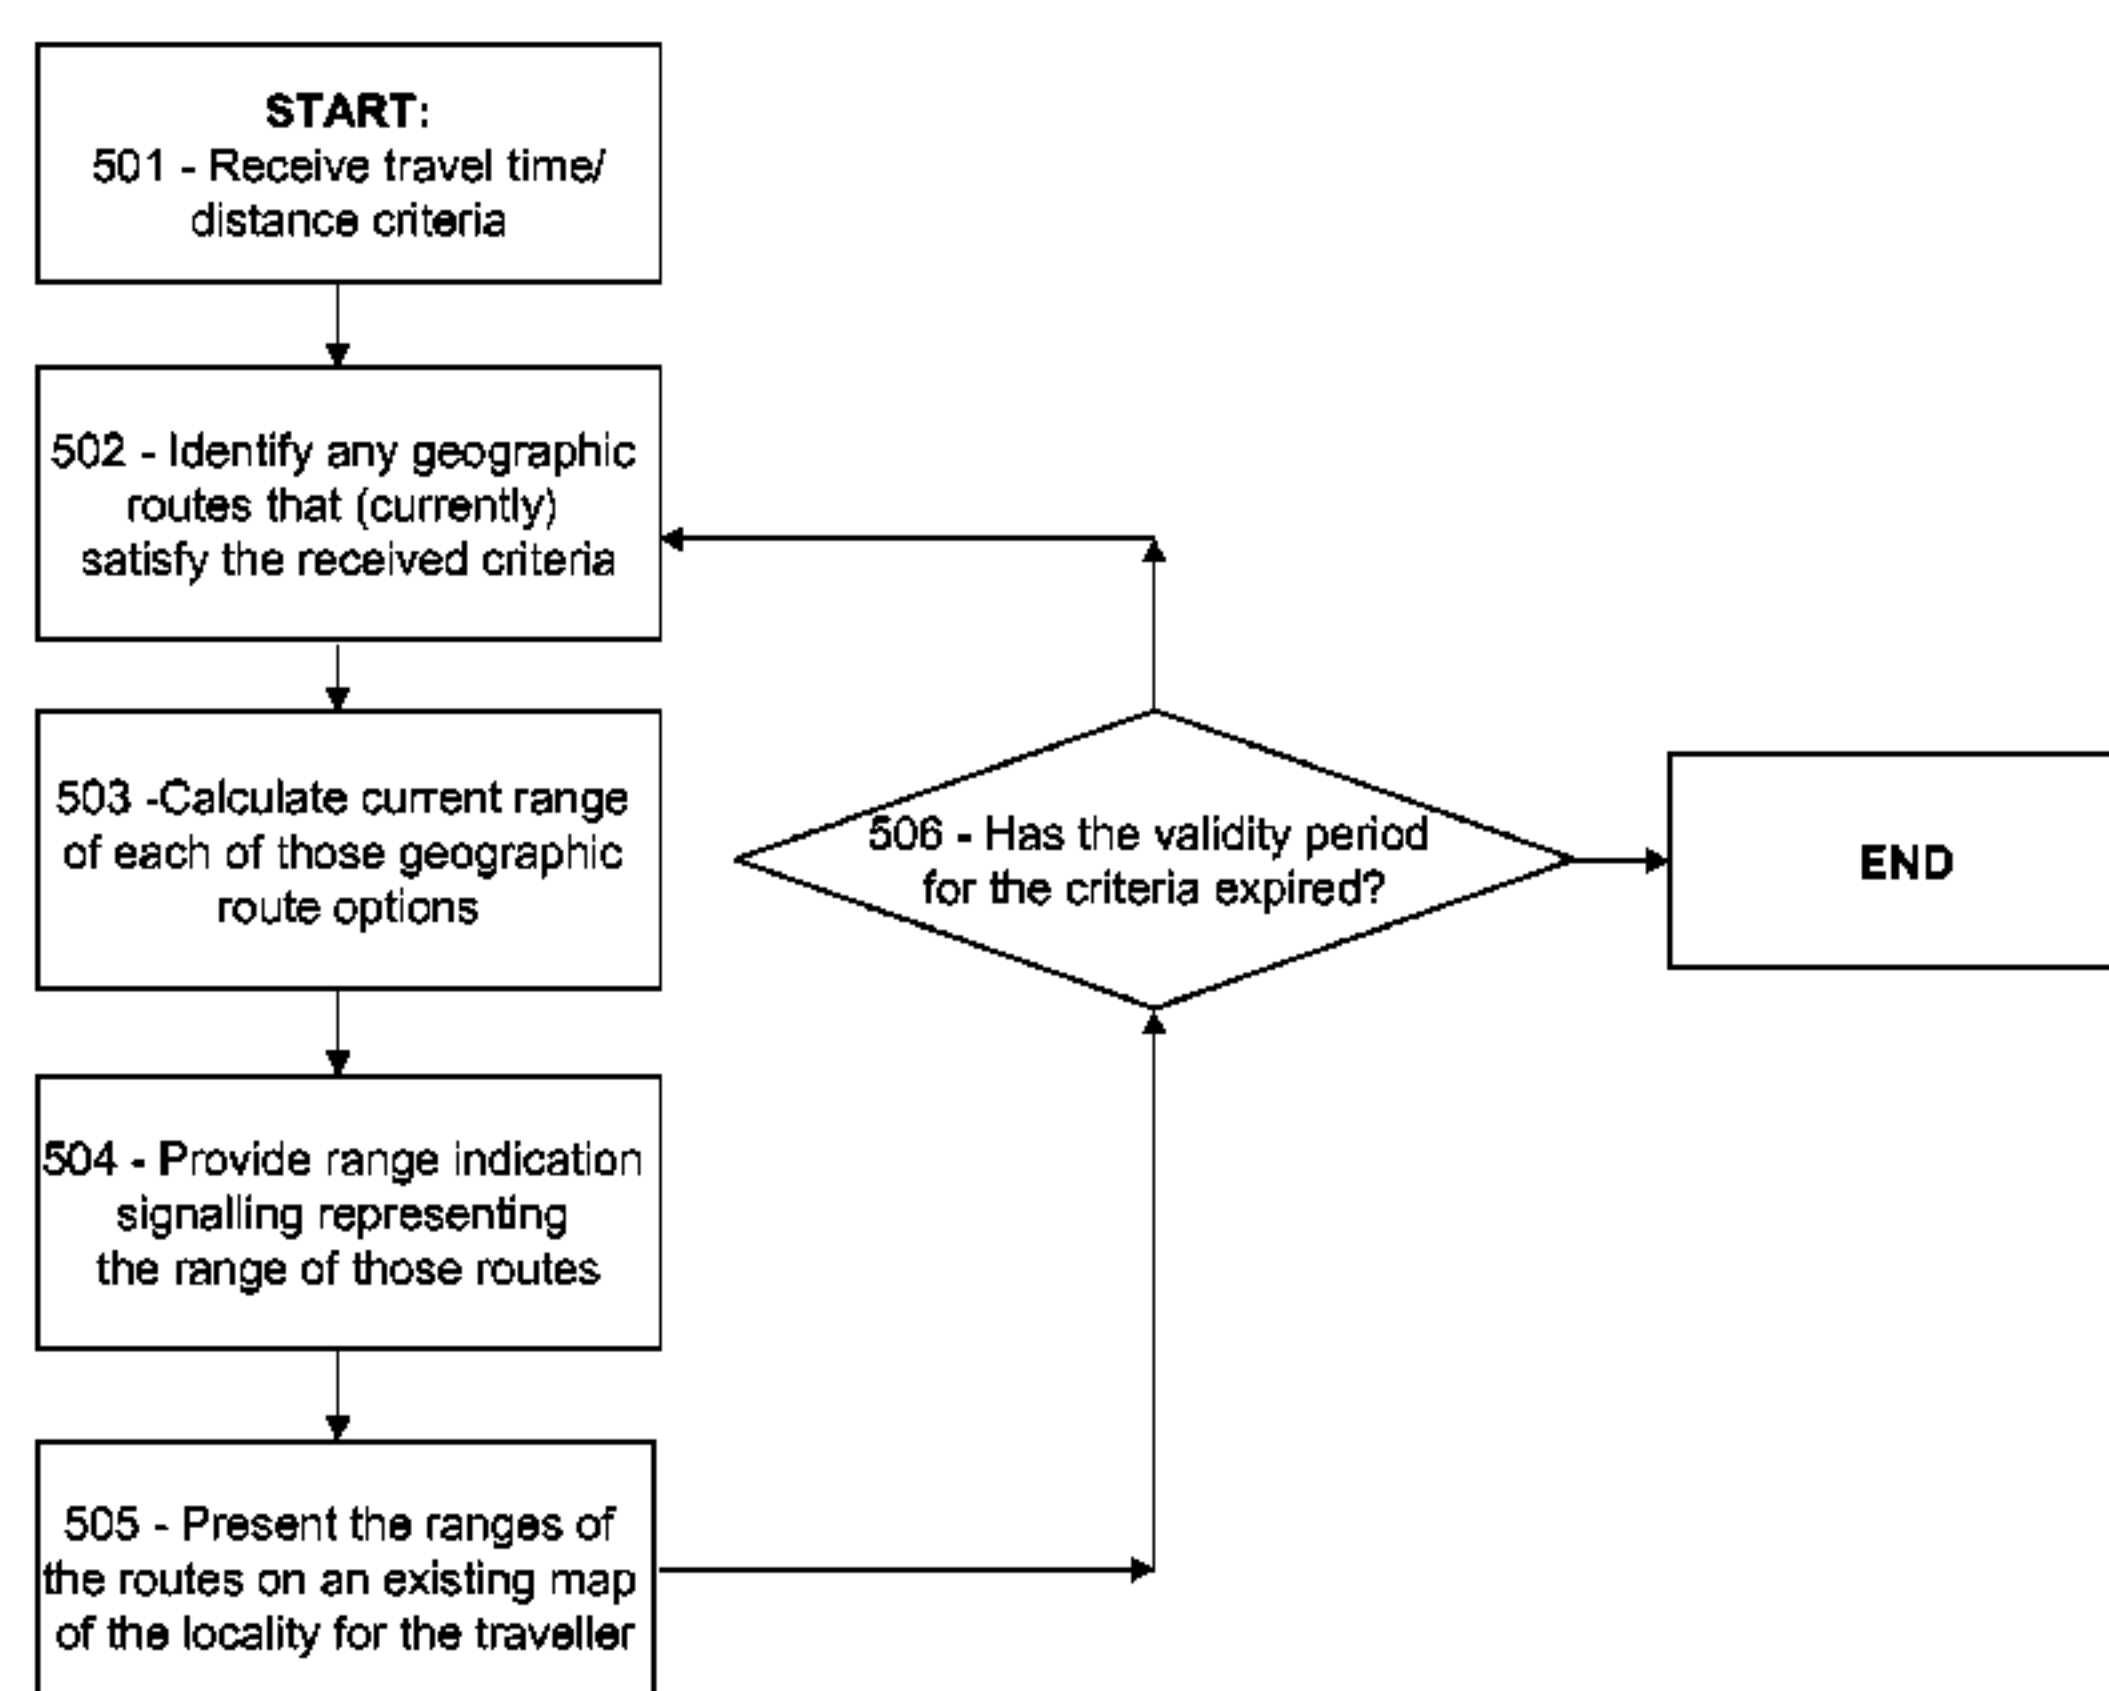 START:
501 - Receive travel time/
distance criteria
502 - Identify any geographic
routes that (currently)
satisfy the received criteria
503 -Calculate current range
of each of those geographic
route options
504 - Provide range indication
signalling representing
the range of those routes
505 - Present the ranges of
the routes on an existing map
of the locality for the traveller
506 - Has the validity period
for the criteria expired?
END